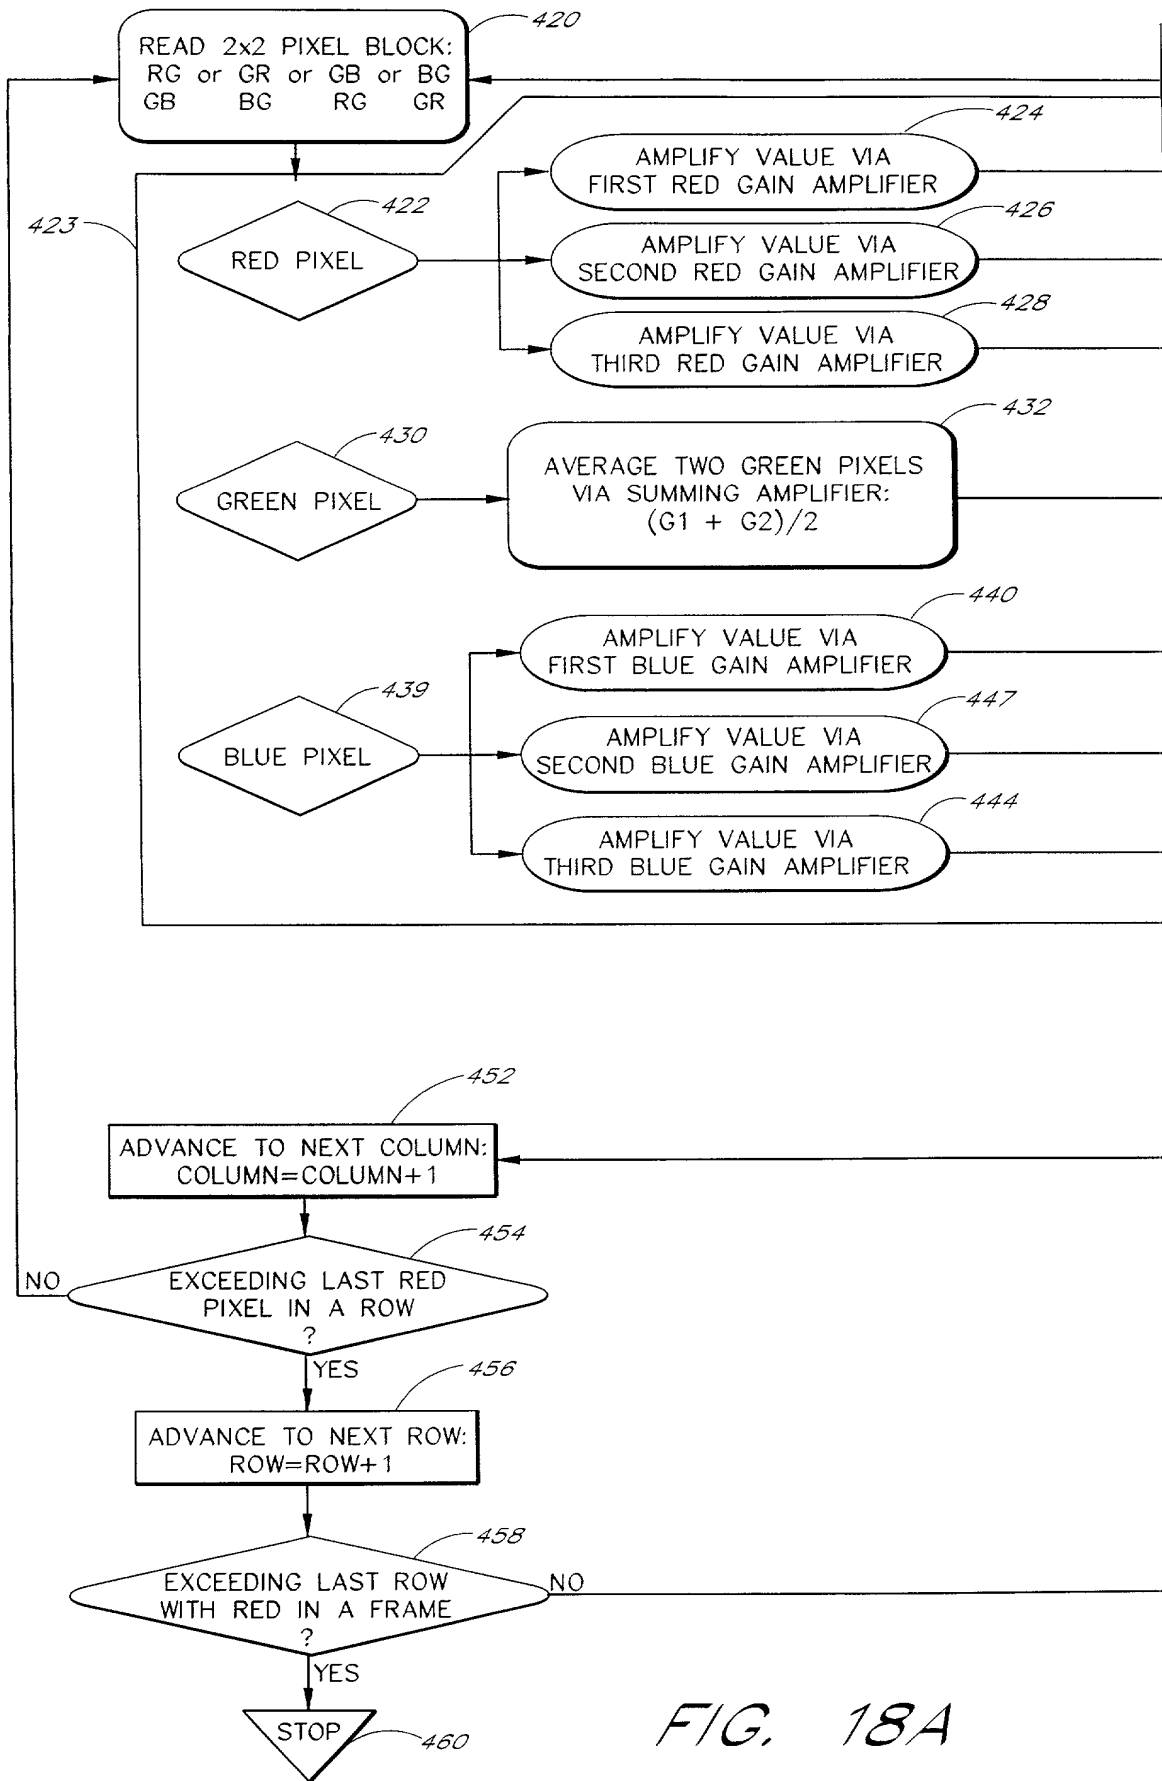 420
READ 2x2 PIXEL BLOCK:
RG or GR or GB or BG
GB BG RG GR
424
AMPLIFY VALUE VIA
FIRST RED GAIN AMPLIFIER
423
422
RED PIXEL
426
AMPLIFY VALUE VIA
SECOND RED GAIN AMPLIFIER
428
AMPLIFY VALUE VIA
THIRD RED GAIN AMPLIFIER
430
GREEN PIXEL
432
AVERAGE TWO GREEN PIXELS
VIA SUMMING AMPLIFIER:
(G1 + G2)/2
440
AMPLIFY VALUE VIA
FIRST BLUE GAIN AMPLIFIER
439
BLUE PIXEL
447
AMPLIFY VALUE VIA
SECOND BLUE GAIN AMPLIFIER
444
AMPLIFY VALUE VIA
THIRD BLUE GAIN AMPLIFIER
452
ADVANCE TO NEXT COLUMN:
COLUMN=COLUMN+1
454
NO
EXCEEDING LAST RED
PIXEL IN A ROW
?
YES
456
ADVANCE TO NEXT ROW:
ROW=ROW+1
458
EXCEEDING LAST ROW
WITH RED IN A FRAME
?
NO
YES
STOP
460
FIG. 18A